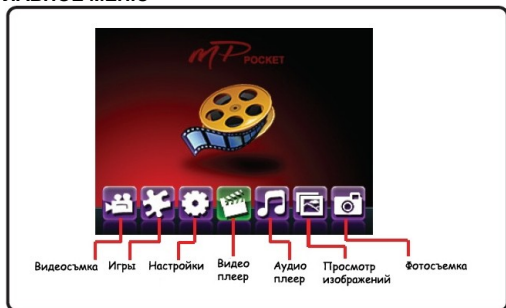 ГЛАВНОЕ МЕНЮ
MP POCKET
Видеосъмка Игры Настройки Видео плеер Аудио плеер Просмотр изображений Фотосъемка